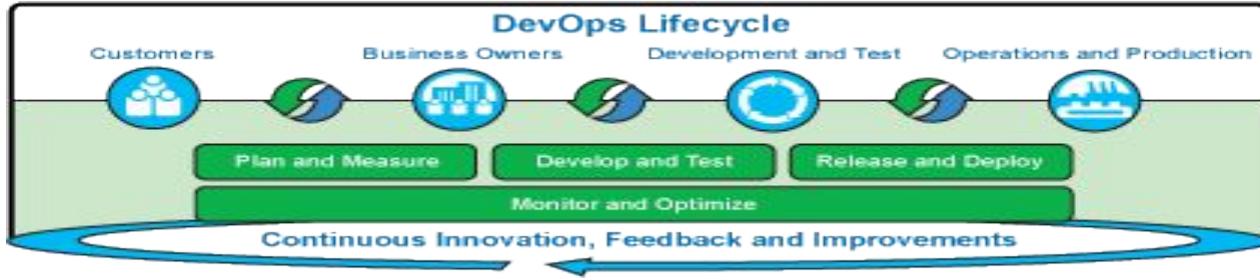 DevOps Lifecycle
Customers
Business Owners
Development and Test
Operations and Production
Plan and Measure
Develop and Test
Release and Deploy
Monitor and Optimize
Continuous Innovation, Feedback and Improvements